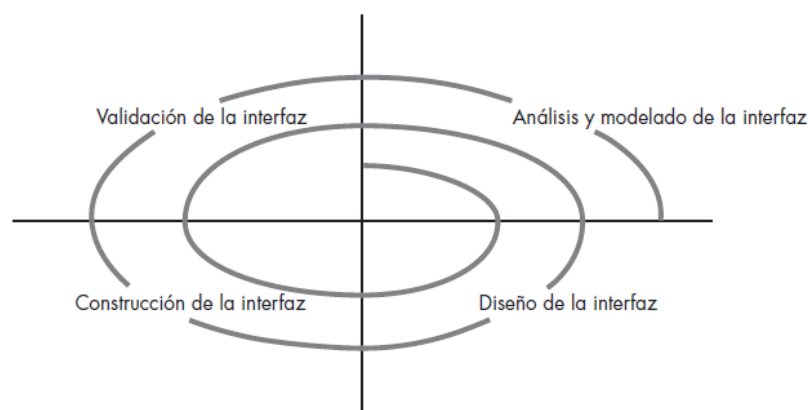 Validación de la interfaz
Análisis y modelado de la interfaz
Construcción de la interfaz
Diseño de la interfaz